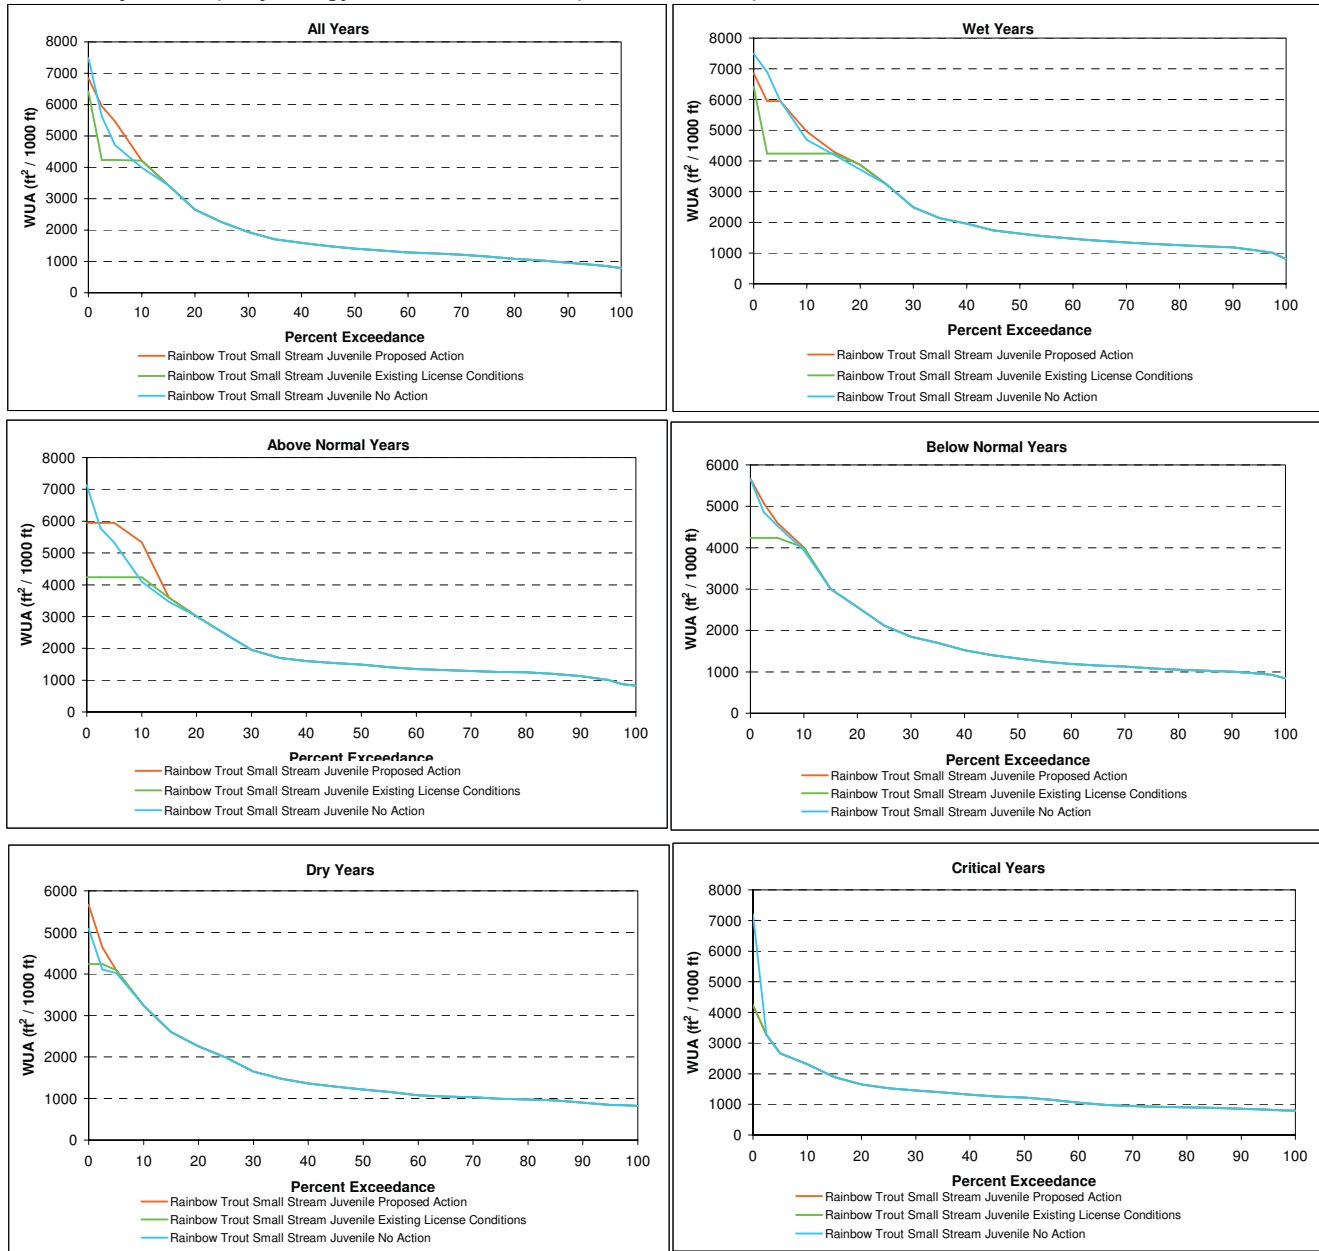 All Years
8000
7000
6000
5000
4000
3000
2000
1000
0
WUA (ft² / 1000 ft)
0 10 20 30 40 50 60 70 80 90 100
Percent Exceedance
Rainbow Trout Small Stream Juvenile Proposed Action
Rainbow Trout Small Stream Juvenile Existing License Conditions
Rainbow Trout Small Stream Juvenile No Action
Wet Years
8000
7000
6000
5000
4000
3000
2000
1000
0
WUA (ft² / 1000 ft)
0 10 20 30 40 50 60 70 80 90 100
Percent Exceedance
Rainbow Trout Small Stream Juvenile Proposed Action
Rainbow Trout Small Stream Juvenile Existing License Conditions
Rainbow Trout Small Stream Juvenile No Action
Above Normal Years
8000
7000
6000
5000
4000
3000
2000
1000
0
WUA (ft² / 1000 ft)
0 10 20 30 40 50 60 70 80 90 100
Percent Exceedance
Rainbow Trout Small Stream Juvenile Proposed Action
Rainbow Trout Small Stream Juvenile Existing License Conditions
Rainbow Trout Small Stream Juvenile No Action
Below Normal Years
6000
5000
4000
3000
2000
1000
0
WUA (ft² / 1000 ft)
0 10 20 30 40 50 60 70 80 90 100
Percent Exceedance
Rainbow Trout Small Stream Juvenile Proposed Action
Rainbow Trout Small Stream Juvenile Existing License Conditions
Rainbow Trout Small Stream Juvenile No Action
Dry Years
6000
5000
4000
3000
2000
1000
0
WUA (ft² / 1000 ft)
0 10 20 30 40 50 60 70 80 90 100
Percent Exceedance
Rainbow Trout Small Stream Juvenile Proposed Action
Rainbow Trout Small Stream Juvenile Existing License Conditions
Rainbow Trout Small Stream Juvenile No Action
Critical Years
8000
7000
6000
5000
4000
3000
2000
1000
0
WUA (ft² / 1000 ft)
0 10 20 30 40 50 60 70 80 90 100
Percent Exceedance
Rainbow Trout Small Stream Juvenile Proposed Action
Rainbow Trout Small Stream Juvenile Existing License Conditions
Rainbow Trout Small Stream Juvenile No Action